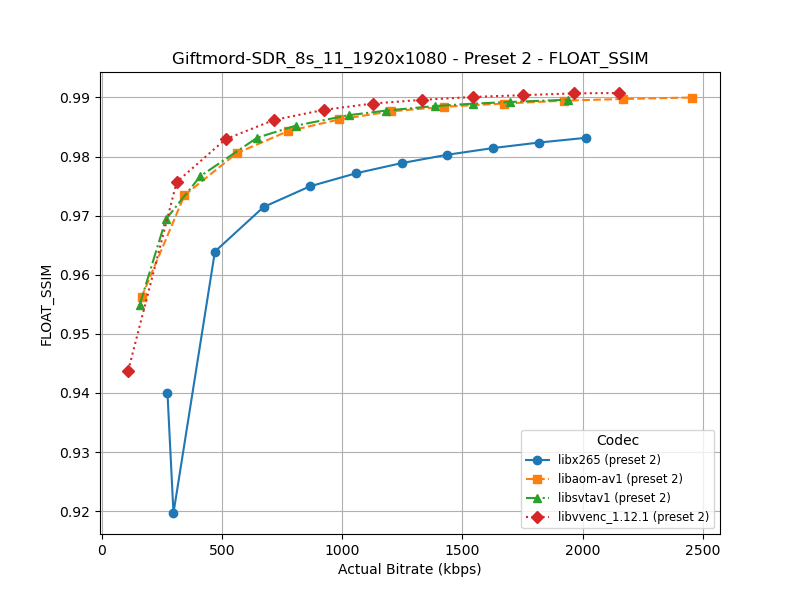 Giftmord-SDR_8s_11_1920x1080 - Preset 2 - FLOAT_SSIM
FLOAT_SSIM
0.99
0.98
0.97
0.96
0.95
0.94
0.93
0.92
0
500
1000
1500
2000
2500
Actual Bitrate (kbps)
Codec
libx265 (preset 2)
libaom-av1 (preset 2)
libsvtav1 (preset 2)
libvvenc_1.12.1 (preset 2)